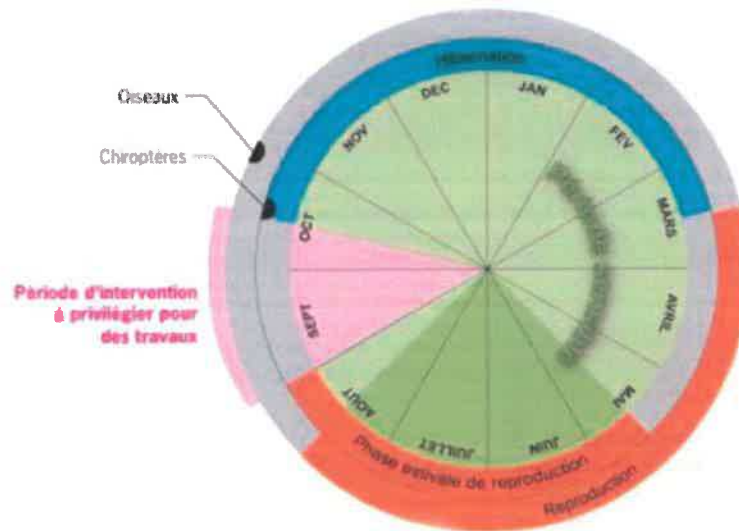 Hibernation
DEC
JAN
NOV
FEV
Oiseaux
Chiroptères
OCT
MARS
Période d'intervention
à privilégier pour
des travaux
SEPT
AVRIL
AOUT
MAI
JUILLET
JUIN
Phase estivale de reproduction
Reproduction